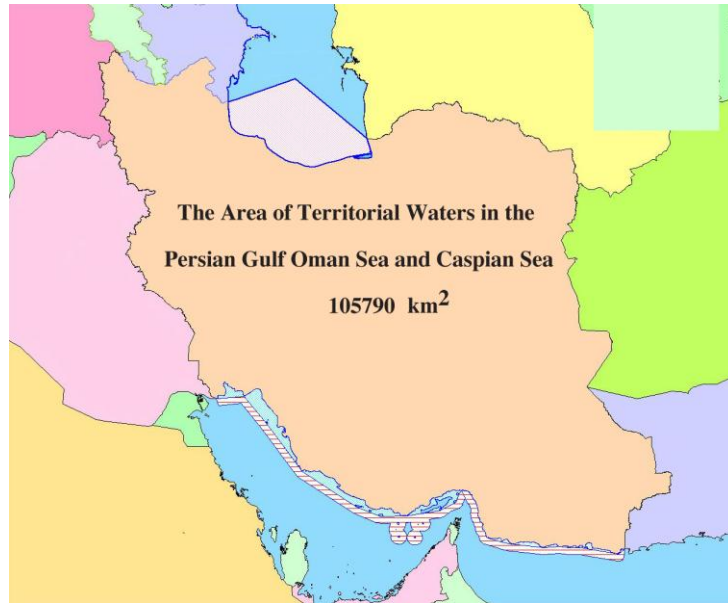 The Area of Territorial Waters in the
Persian Gulf Oman Sea and Caspian Sea
105790 km²